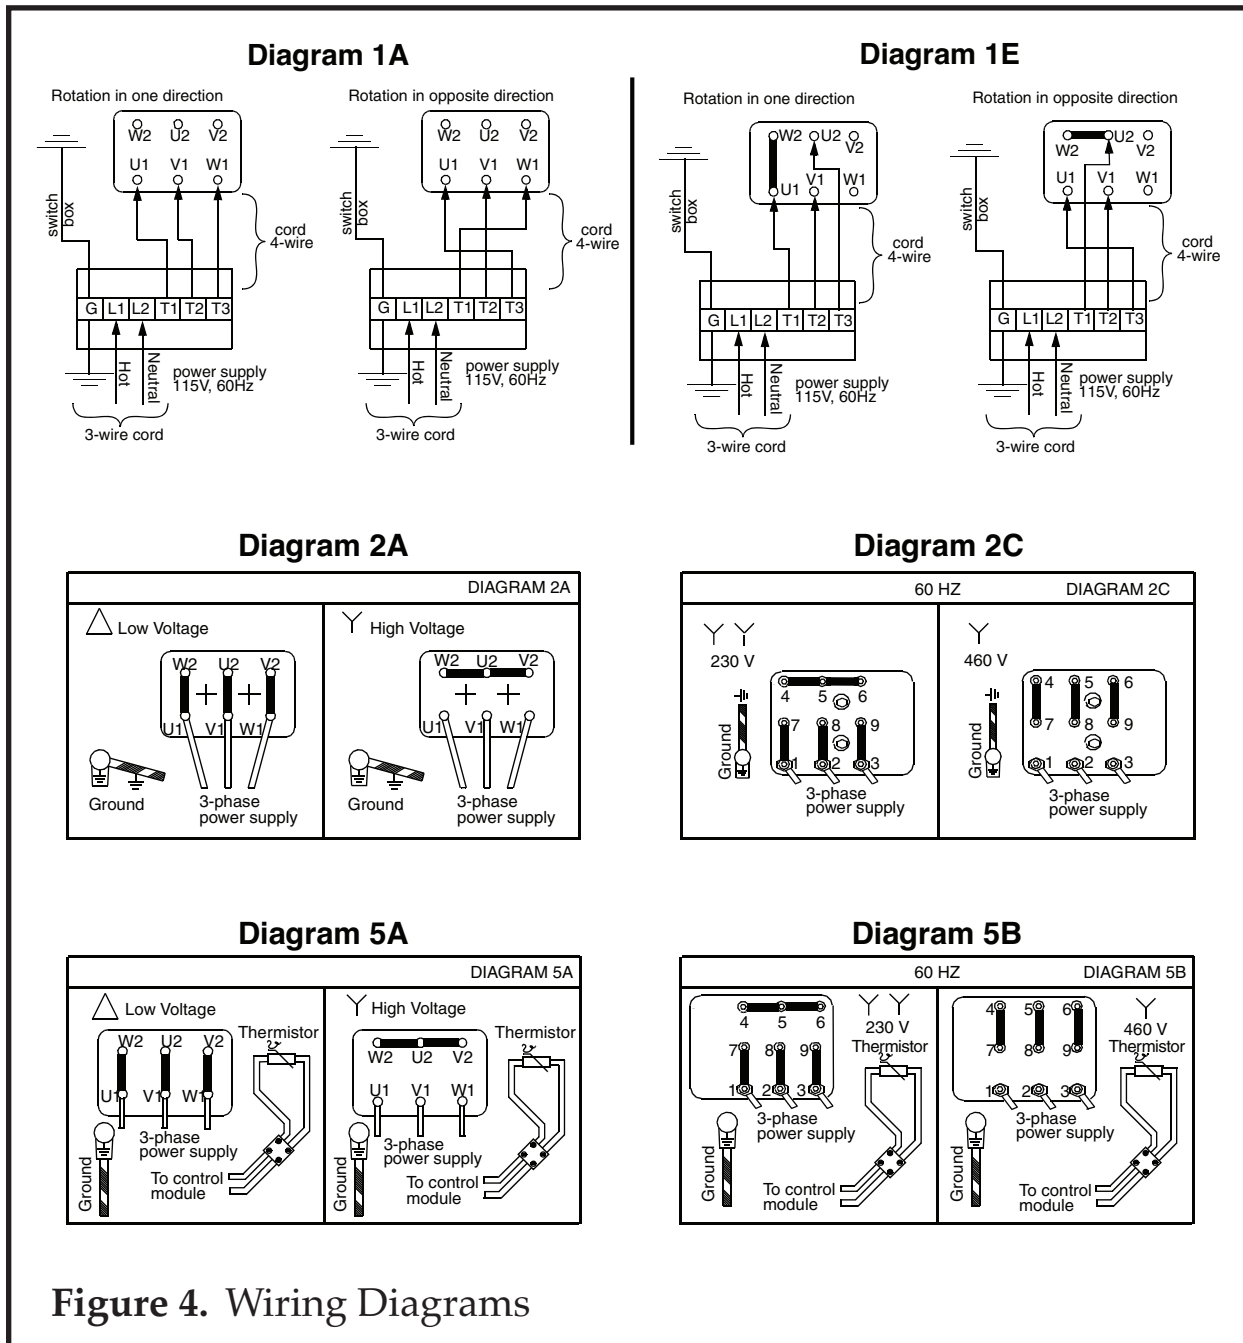 Diagram 1A
Rotation in one direction
W2 U2 V2
U1 V1 W1
switch box
cord
4-wire
G L1 L2 T1 T2 T3
Hot
Neutral
power supply
115V, 60Hz
3-wire cord
Rotation in opposite direction
W2 U2 V2
U1 V1 W1
switch box
cord
4-wire
G L1 L2 T1 T2 T3
Hot
Neutral
power supply
115V, 60Hz
3-wire cord
Diagram 1E
Rotation in one direction
W2 U2 V2
U1 V1 W1
switch box
cord
4-wire
G L1 L2 T1 T2 T3
Hot
Neutral
power supply
115V, 60Hz
3-wire cord
Rotation in opposite direction
W2 U2 V2
U1 V1 W1
switch box
cord
4-wire
G L1 L2 T1 T2 T3
Hot
Neutral
power supply
115V, 60Hz
3-wire cord
Diagram 2A
DIAGRAM 2A
Low Voltage
W2 U2 V2
U1 V1 W1
Ground
3-phase
power supply
High Voltage
W2 U2 V2
U1 V1 W1
Ground
3-phase
power supply
Diagram 2C
60 HZ DIAGRAM 2C
230 V
4 5 6
7 8 9
1 2 3
Ground
3-phase
power supply
460 V
4 5 6
7 8 9
1 2 3
Ground
3-phase
power supply
Diagram 5A
DIAGRAM 5A
Low Voltage
W2 U2 V2
U1 V1 W1
Thermistor
3-phase
power supply
Ground
To control
module
High Voltage
W2 U2 V2
U1 V1 W1
Thermistor
3-phase
power supply
Ground
To control
module
Diagram 5B
60 HZ DIAGRAM 5B
4 5 6
7 8 9
1 2 3
230 V
Thermistor
3-phase
power supply
Ground
To control
module
4 5 6
7 8 9
1 2 3
460 V
Thermistor
3-phase
power supply
Ground
To control
module
Figure 4. Wiring Diagrams